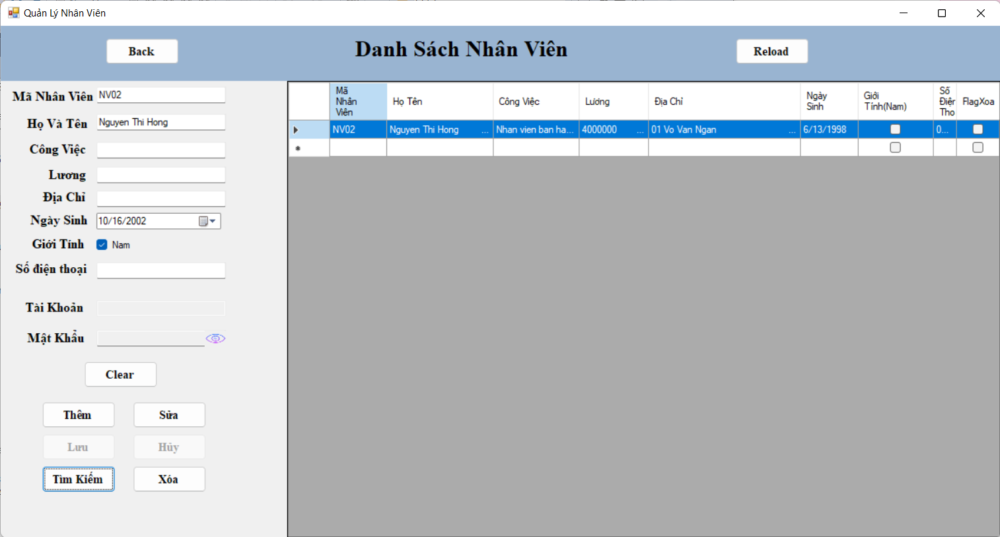 Quản Lý Nhân Viên
Back
Danh Sách Nhân Viên
Reload
Mã Nhân Viên NV02
Họ Và Tên Nguyen Thi Hong
Công Việc
Lương
Địa Chỉ
Ngày Sinh 10/16/2002
Giới Tính Nam
Số điện thoại
Tài Khoản
Mật Khẩu
Clear
Thêm Sửa
Lưu Hủy
Tìm Kiếm Xóa
Mã
Nhân
Viên
Họ Tên
Công Việc
Lương
Địa Chỉ
Ngày
Sinh
Giới
Tính(Nam)
Số
Điện
Tho
FlagXoa
NV02 Nguyen Thi Hong ... Nhan vien ban ha... 4000000 ... 01 Vo Van Ngan ... 6/13/1998 0...